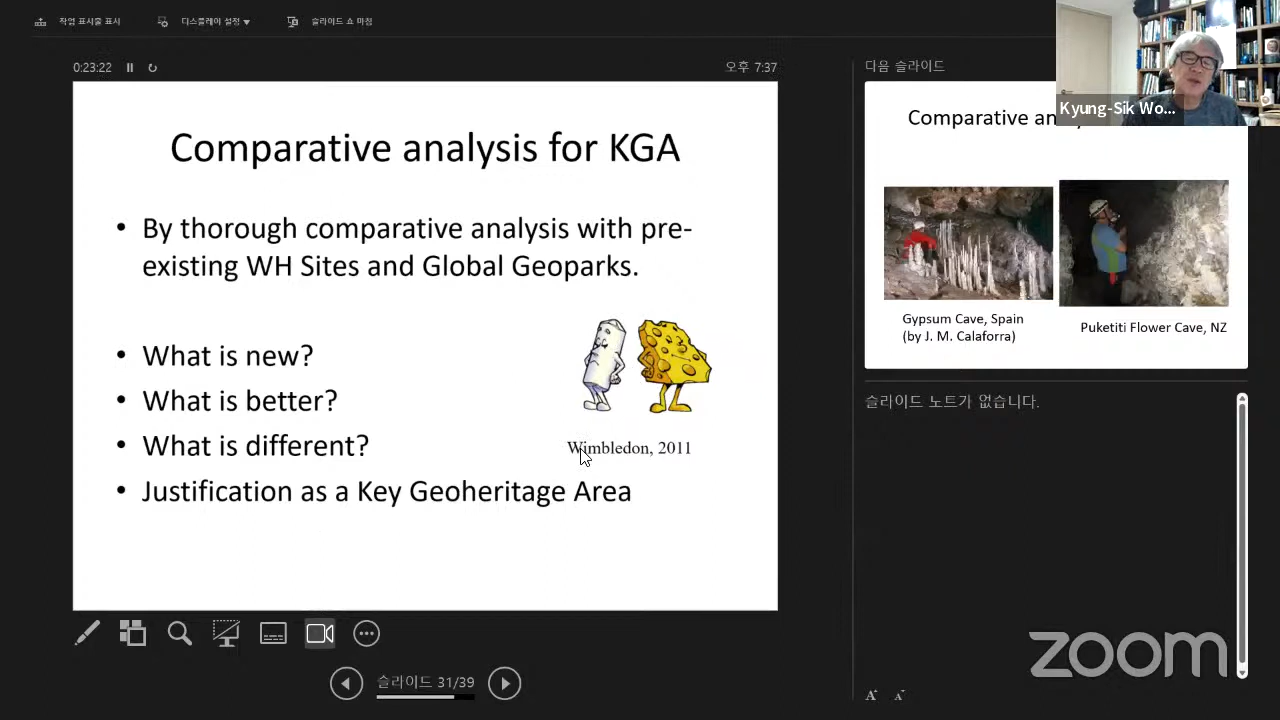 작업 표시줄 표시
디스플레이 설정 ▼
슬라이드 쇼 마침
0:23:22
오후 7:37
Comparative analysis for KGA
• By thorough comparative analysis with pre-
existing WH Sites and Global Geoparks.
• What is new?
• What is better?
• What is different?
• Justification as a Key Geoheritage Area
Wimbledon, 2011
슬라이드 31/39
다음 슬라이드
Comparative
Gypsum Cave, Spain
(by J. M. Calaforra)
Puketiti Flower Cave, NZ
슬라이드 노트가 없습니다.
A A
Kyung-Sik Wo...
zoom